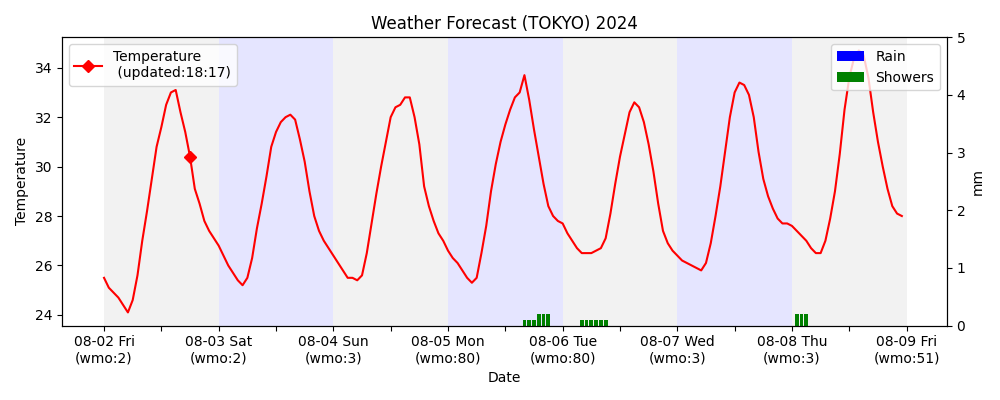 Weather Forecast (TOKYO) 2024
Temperature
(updated:18:17)
Rain
Showers
34
32
30
28
26
24
Temperature
5
4
3
2
1
0
mm
08-02 Fri
(wmo:2)
08-03 Sat
(wmo:2)
08-04 Sun
(wmo:3)
08-05 Mon
(wmo:80)
08-06 Tue
(wmo:80)
08-07 Wed
(wmo:3)
08-08 Thu
(wmo:3)
08-09 Fri
(wmo:51)
Date